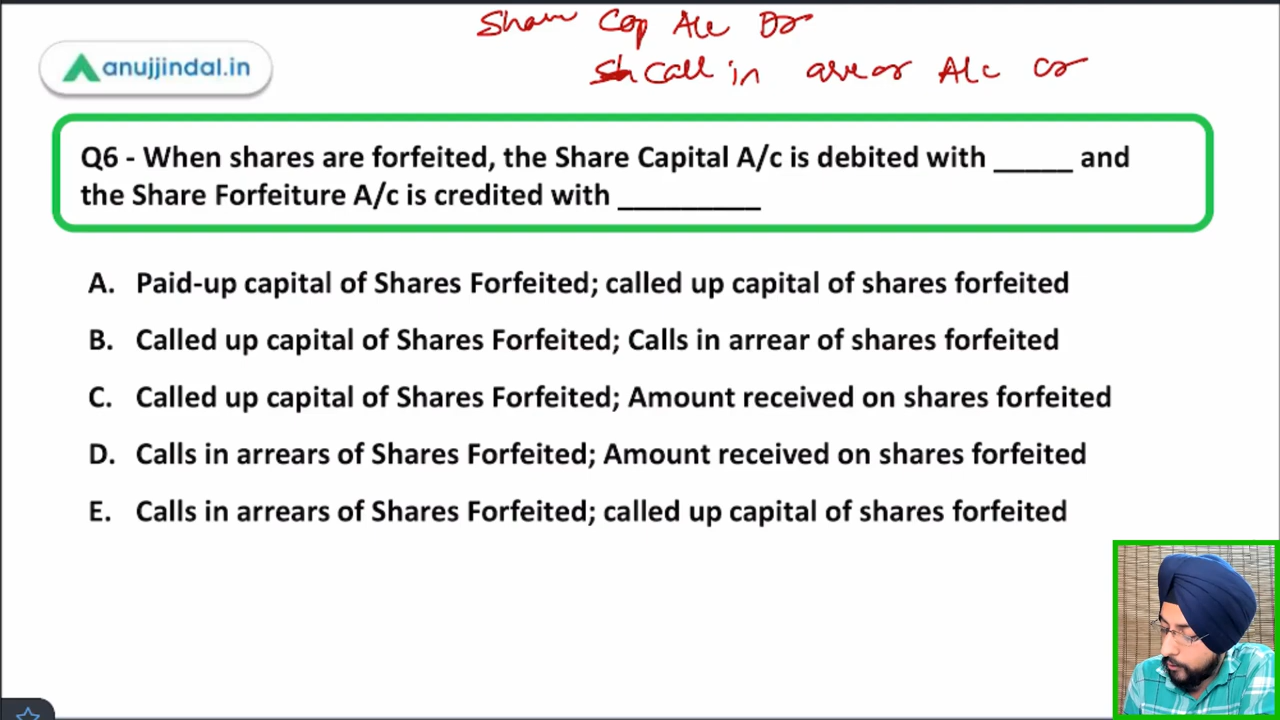 Share Cap A/c Dr
Sh Call in arrear A/c Cr
anujjindal.in
Q6 - When shares are forfeited, the Share Capital A/c is debited with _____ and
the Share Forfeiture A/c is credited with _________
A. Paid-up capital of Shares Forfeited; called up capital of shares forfeited
B. Called up capital of Shares Forfeited; Calls in arrear of shares forfeited
C. Called up capital of Shares Forfeited; Amount received on shares forfeited
D. Calls in arrears of Shares Forfeited; Amount received on shares forfeited
E. Calls in arrears of Shares Forfeited; called up capital of shares forfeited